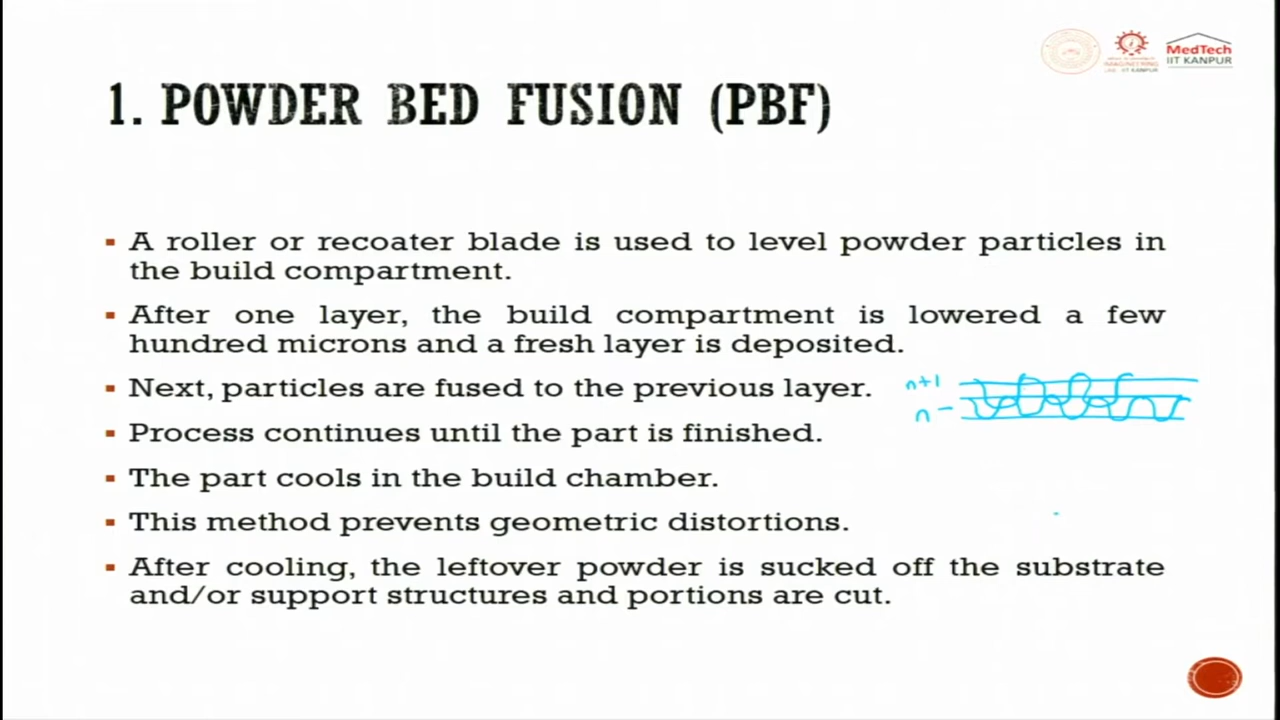 MedTech
IIT KANPUR
IMAGINEERING
LAB - IIT KANPUR
1. POWDER BED FUSION (PBF)
▪ A roller or recoater blade is used to level powder particles in
the build compartment.
▪ After one layer, the build compartment is lowered a few
hundred microns and a fresh layer is deposited.
▪ Next, particles are fused to the previous layer.
n+1
n
▪ Process continues until the part is finished.
▪ The part cools in the build chamber.
▪ This method prevents geometric distortions.
▪ After cooling, the leftover powder is sucked off the substrate
and/or support structures and portions are cut.